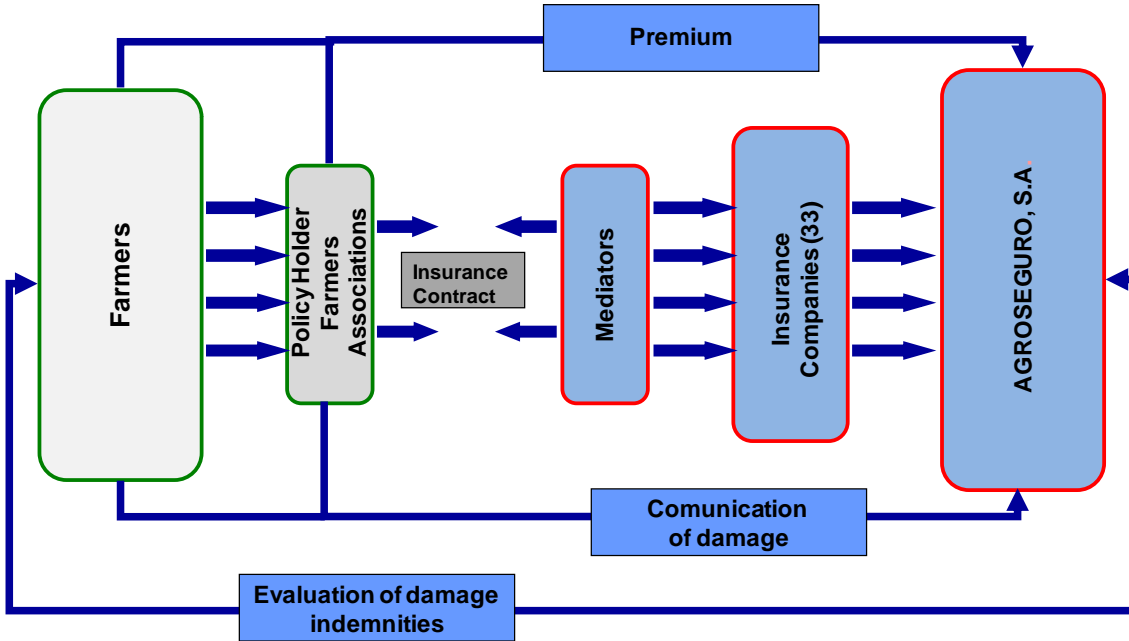 Premium
Farmers
Policy Holder
Farmers
Associations
Insurance
Contract
Mediators
Insurance
Companies (33)
AGROSEGURO, S.A.
Comunication
of damage
Evaluation of damage
indemnities